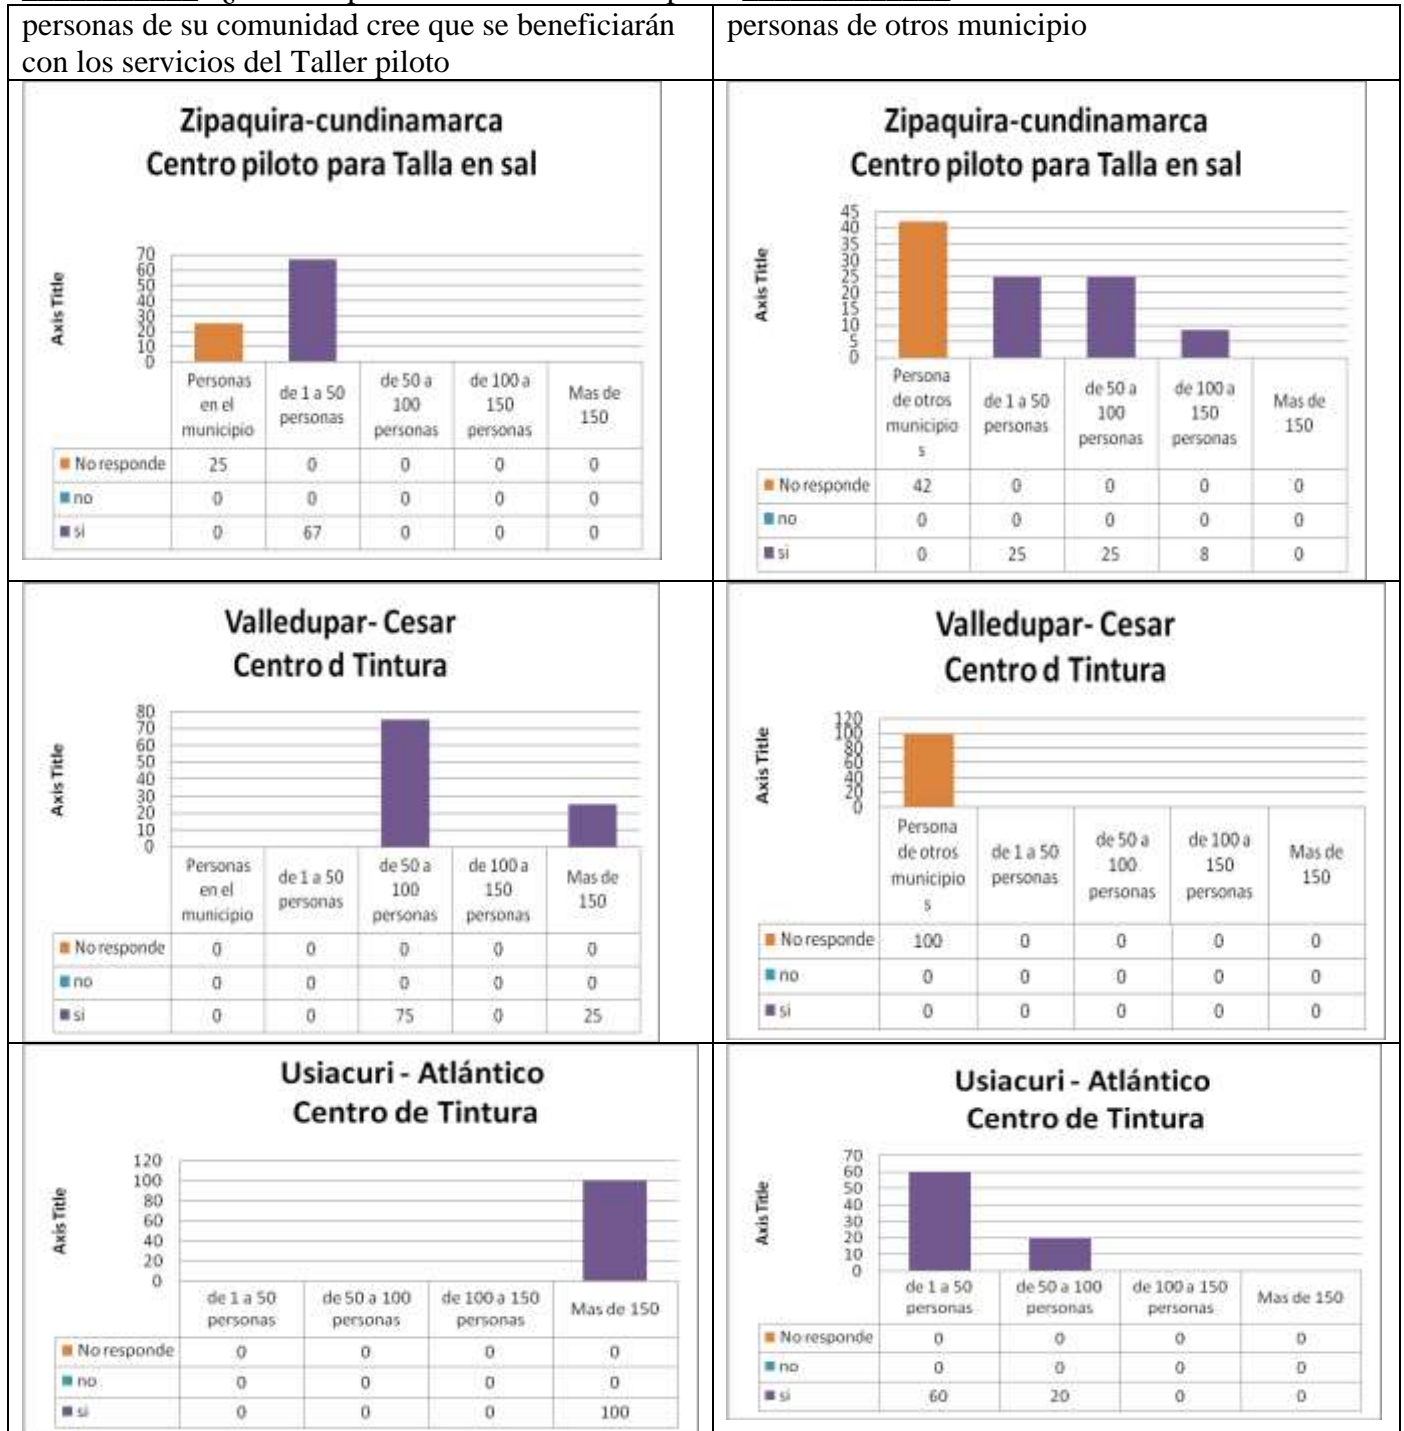 personas de su comunidad cree que se beneficiarán
con los servicios del Taller piloto
personas de otros municipio
Zipaquira-cundinamarca
Centro piloto para Talla en sal
Axis Title
70
60
50
40
30
20
10
0
Personas en el municipio | de 1 a 50 personas | de 50 a 100 personas | de 100 a 150 personas | Mas de 150
No responde 25 0 0 0 0
no 0 0 0 0 0
si 0 67 0 0 0
Zipaquira-cundinamarca
Centro piloto para Talla en sal
Axis Title
45
40
35
30
25
20
15
10
5
0
Persona de otros municipio s | de 1 a 50 personas | de 50 a 100 personas | de 100 a 150 personas | Mas de 150
No responde 42 0 0 0 0
no 0 0 0 0 0
si 0 25 25 8 0
Valledupar- Cesar
Centro d Tintura
Axis Title
80
70
60
50
40
30
20
10
0
Personas en el municipio | de 1 a 50 personas | de 50 a 100 personas | de 100 a 150 personas | Mas de 150
No responde 0 0 0 0 0
no 0 0 0 0 0
si 0 0 75 0 25
Valledupar- Cesar
Centro d Tintura
Axis Title
120
100
80
60
40
20
0
Persona de otros municipio s | de 1 a 50 personas | de 50 a 100 personas | de 100 a 150 personas | Mas de 150
No responde 100 0 0 0 0
no 0 0 0 0 0
si 0 0 0 0 0
Usiacuri - Atlántico
Centro de Tintura
Axis Title
120
100
80
60
40
20
0
de 1 a 50 personas | de 50 a 100 personas | de 100 a 150 personas | Mas de 150
No responde 0 0 0 0
no 0 0 0 0
si 0 0 0 100
Usiacuri - Atlántico
Centro de Tintura
Axis Title
70
60
50
40
30
20
10
0
de 1 a 50 personas | de 50 a 100 personas | de 100 a 150 personas | Mas de 150
No responde 0 0 0 0
no 0 0 0 0
si 60 20 0 0